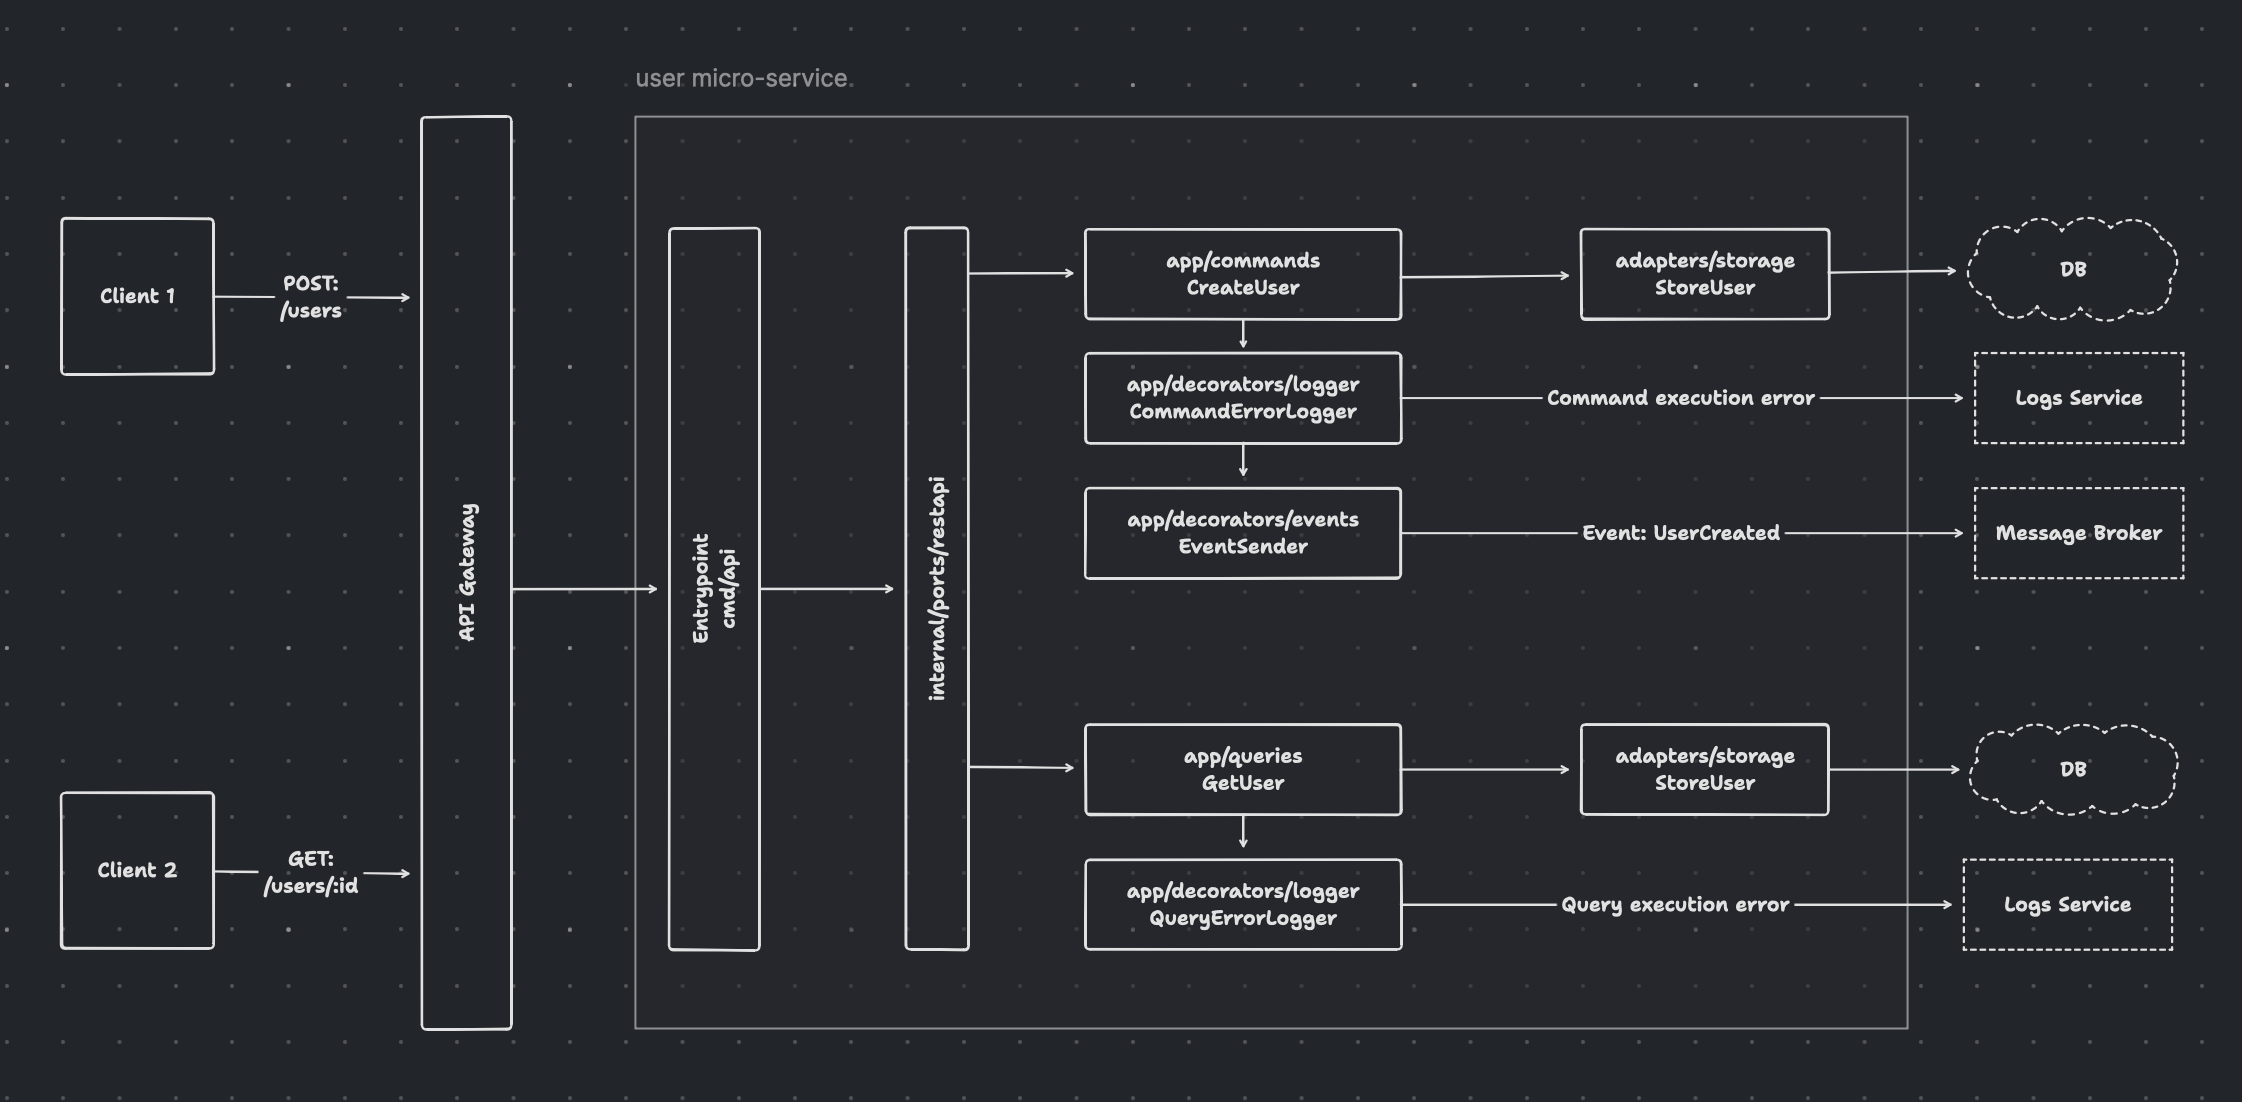 user micro-service
Client 1
POST:
/users
API Gateway
Entrypoint
cmd/api
internal/ports/restapi
app/commands
CreateUser
adapters/storage
StoreUser
DB
app/decorators/logger
CommandErrorLogger
Command execution error
Logs Service
app/decorators/events
EventSender
Event: UserCreated
Message Broker
Client 2
GET:
/users/:id
app/queries
GetUser
adapters/storage
StoreUser
DB
app/decorators/logger
QueryErrorLogger
Query execution error
Logs Service